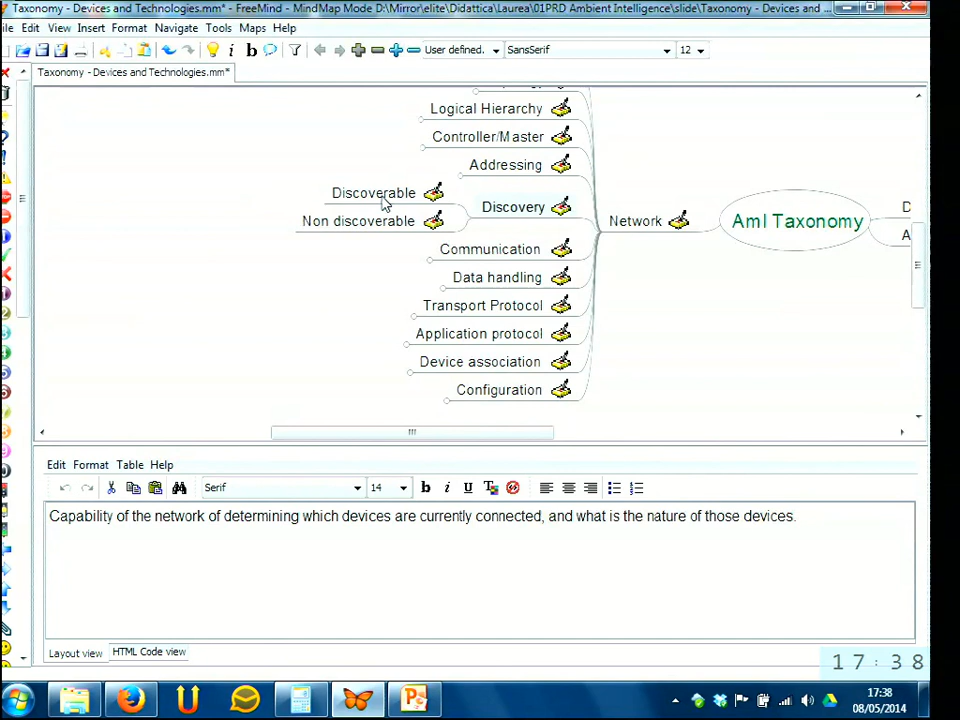 Taxonomy - Devices and Technologies.mm* - FreeMind - MindMap Mode D:\Mirror\elite\Didattica\Laurea\01PRD Ambient Intelligence\slide\Taxonomy - Devices and Technologies.mm* - ...
ile Edit View Insert Format Navigate Tools Maps Help
User defined. SansSerif 12
Taxonomy - Devices and Technologies.mm*
Logical Hierarchy
Controller/Master
Addressing
Discoverable
Discovery
Non discoverable
Network
AmI Taxonomy
D
A
Communication
Data handling
Transport Protocol
Application protocol
Device association
Configuration
Edit Format Table Help
Serif 14 b i U
Capability of the network of determining which devices are currently connected, and what is the nature of those devices.
Layout view HTML Code view
17:38
17:38
08/05/2014